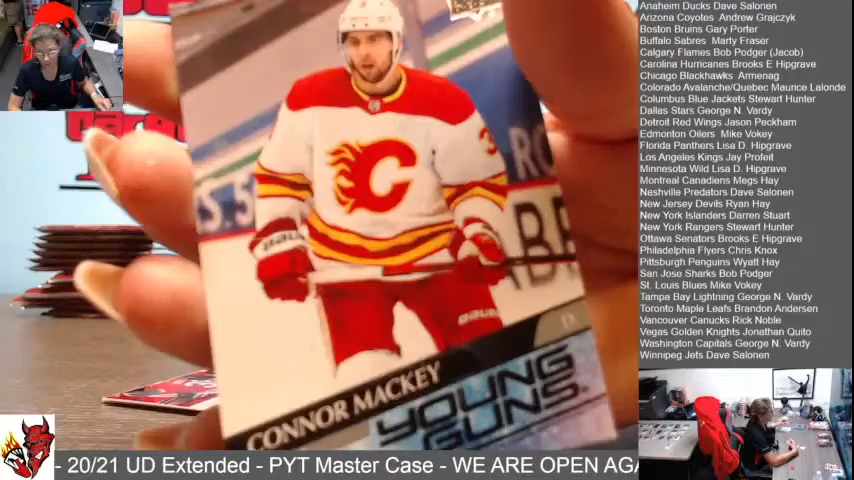 Anaheim Ducks Dave Salonen
Arizona Coyotes Andrew Grajczyk
Boston Bruins Gary Porter
Buffalo Sabres Marty Fraser
Calgary Flames Bob Podger (Jacob)
Carolina Hurricanes Brooks E Hipgrave
Chicago Blackhawks Armenag
Colorado Avalanche/Quebec Maurice Lalonde
Columbus Blue Jackets Stewart Hunter
Dallas Stars George N. Vardy
Detroit Red Wings Jason Peckham
Edmonton Oilers Mike Vokey
Florida Panthers Lisa D. Hipgrave
Los Angeles Kings Jay Profeit
Minnesota Wild Lisa D. Hipgrave
Montreal Canadiens Megs Hay
Nashville Predators Dave Salonen
New Jersey Devils Ryan Hay
New York Islanders Darren Stuart
New York Rangers Stewart Hunter
Ottawa Senators Brooks E Hipgrave
Philadelphia Flyers Chris Knox
Pittsburgh Penguins Wyatt Hay
San Jose Sharks Bob Podger
St. Louis Blues Mike Vokey
Tampa Bay Lightning George N. Vardy
Toronto Maple Leafs Brandon Andersen
Vancouver Canucks Rick Noble
Vegas Golden Knights Jonathan Quito
Washington Capitals George N. Vardy
Winnipeg Jets Dave Salonen
C
CONNOR MACKEY
D
YOUNG
GUNS
- 20/21 UD Extended - PYT Master Case - WE ARE OPEN AGA